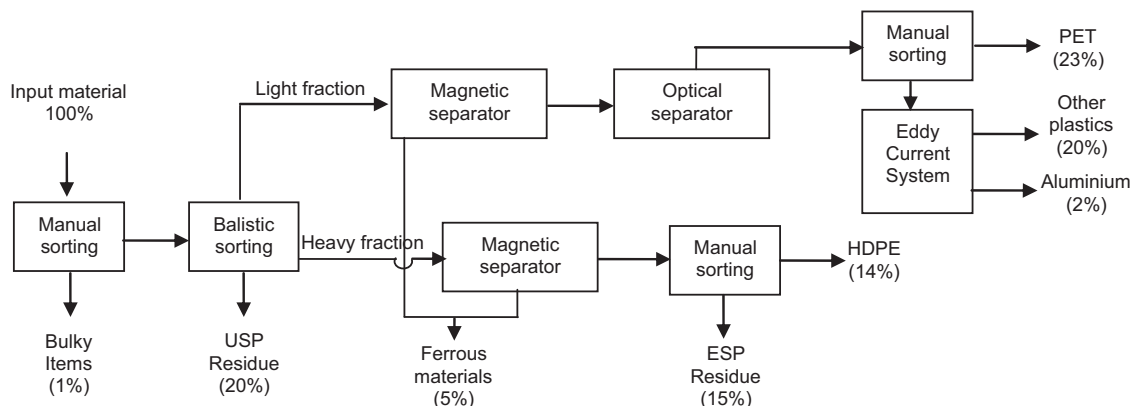 Input material
100%
Manual
sorting
Bulky
Items
(1%)
Balistic
sorting
USP
Residue
(20%)
Light fraction
Magnetic
separator
Optical
separator
Manual
sorting
PET
(23%)
Eddy
Current
System
Other
plastics
(20%)
Aluminium
(2%)
Heavy fraction
Magnetic
separator
Ferrous
materials
(5%)
Manual
sorting
HDPE
(14%)
ESP
Residue
(15%)